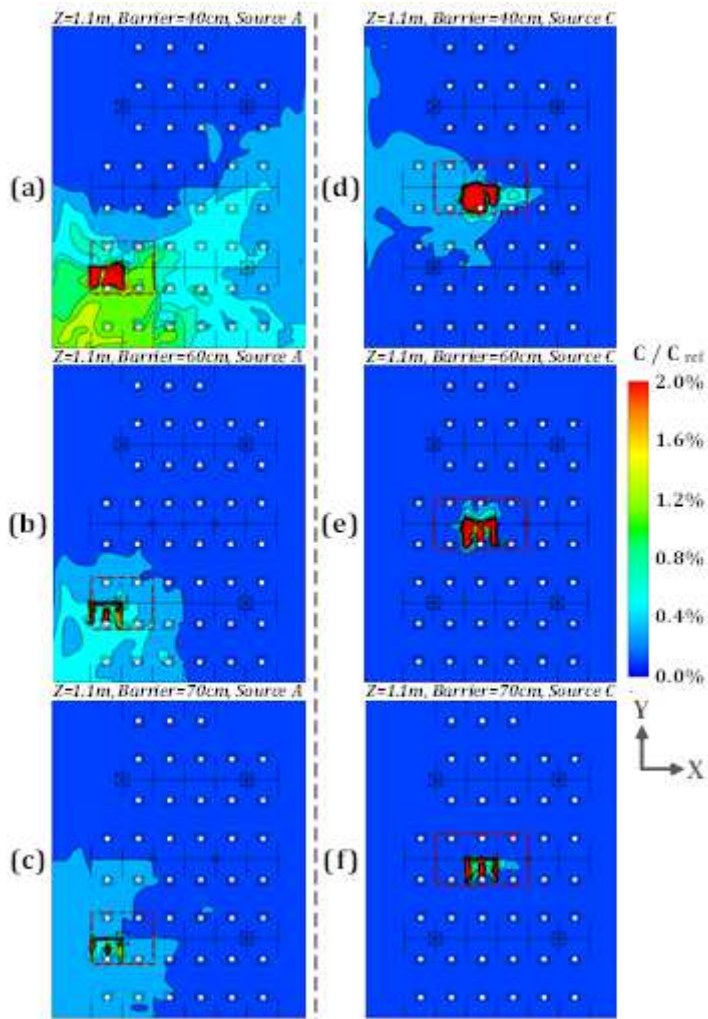 Z=1.1m, Barrier=40cm, Source A
Z=1.1m, Barrier=40cm, Source C
(a)
(d)
Z=1.1m, Barrier=60cm, Source A
Z=1.1m, Barrier=60cm, Source C
C / C ref
2.0%
1.6%
1.2%
0.8%
0.4%
0.0%
(b)
(e)
Z=1.1m, Barrier=70cm, Source A
Z=1.1m, Barrier=70cm, Source C
Y
X
(c)
(f)